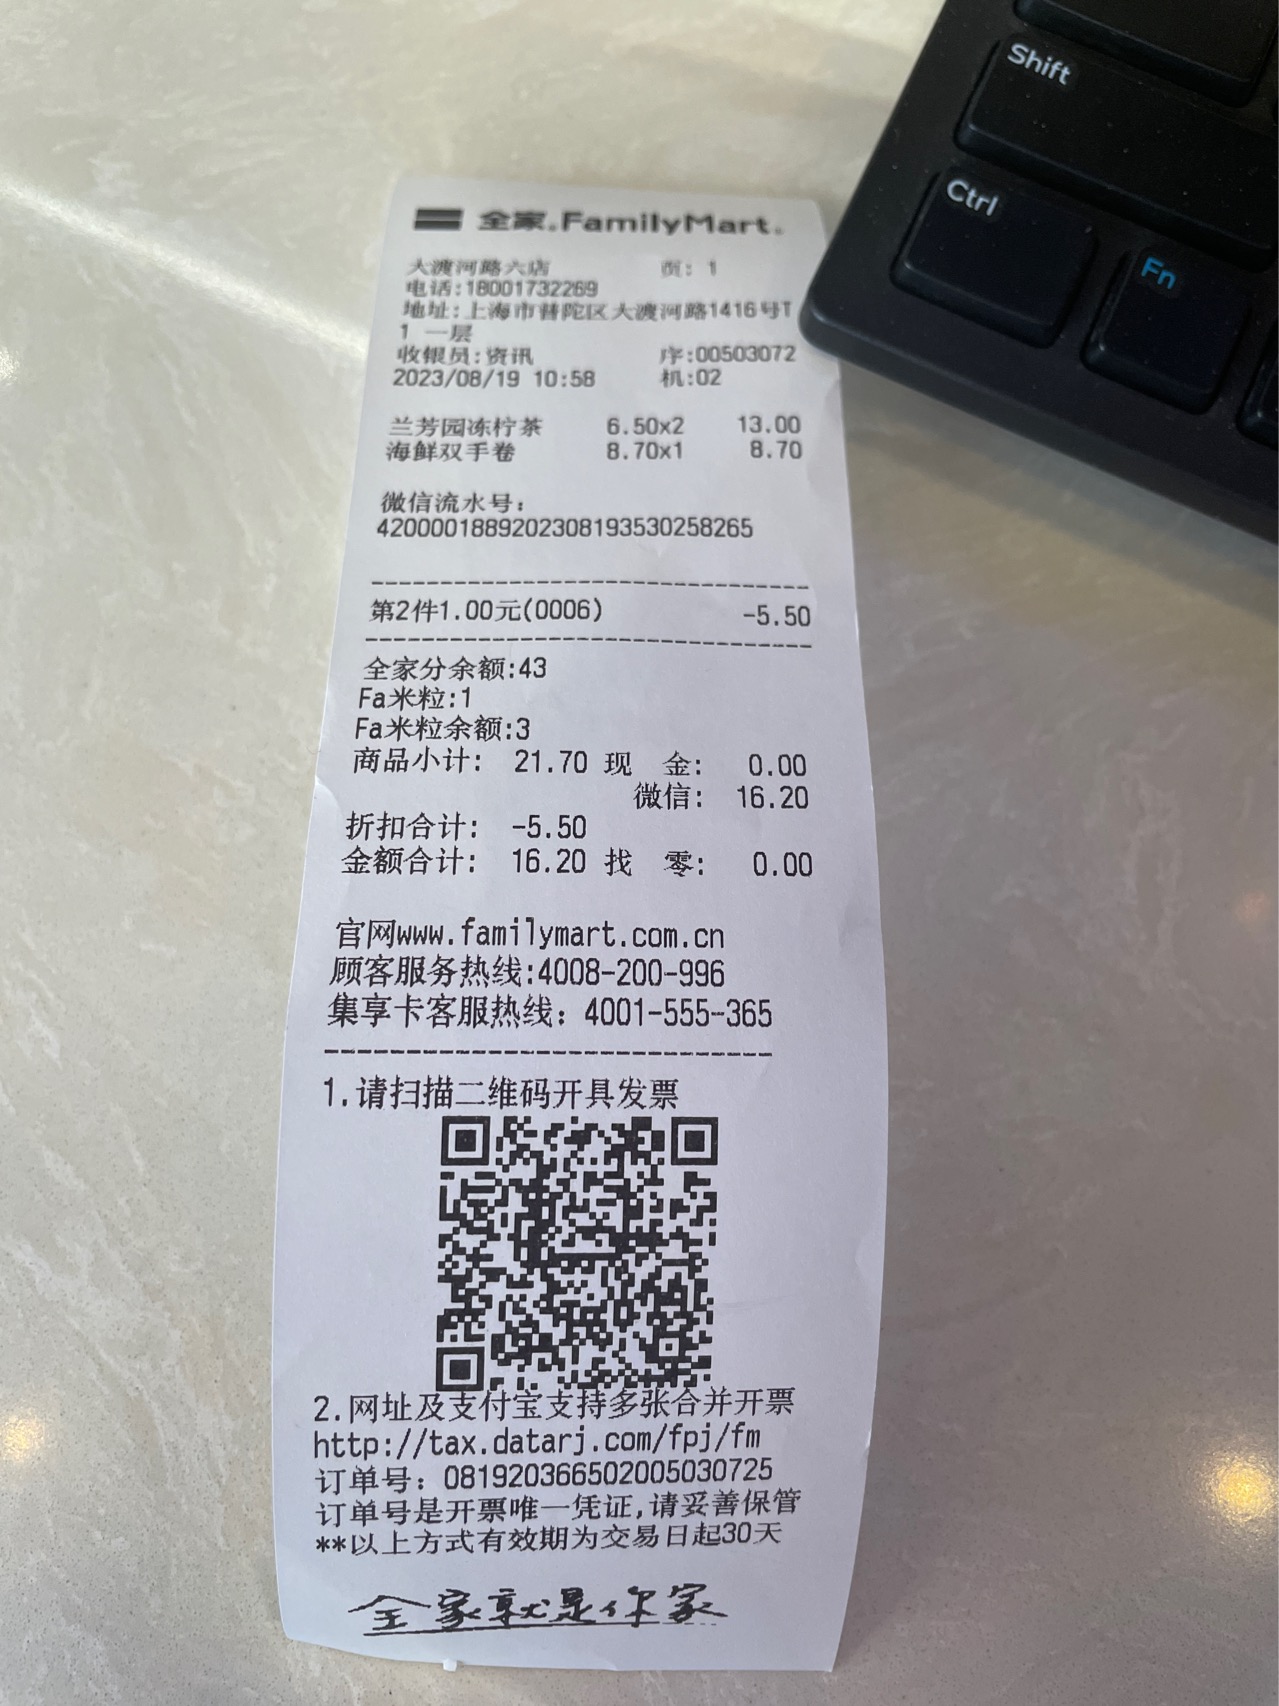 全家。FamilyMart。
大渡河路六店 页: 1
电话:18001732269
地址:上海市普陀区大渡河路1416号T
1 一层
收银员:资讯 序:00503072
2023/08/19 10:58 机:02
兰芳园冻柠茶 6.50x2 13.00
海鲜双手卷 8.70x1 8.70
微信流水号:
4200001889202308193530258265
--------------------------------
第2件1.00元(0006) -5.50
--------------------------------
全家分余额:43
Fa米粒:1
Fa米粒余额:3
商品小计: 21.70 现 金: 0.00
微信: 16.20
折扣合计: -5.50
金额合计: 16.20 找 零: 0.00
官网www.familymart.com.cn
顾客服务热线:4008-200-996
集享卡客服热线: 4001-555-365
----------------------------
1.请扫描二维码开具发票
2.网址及支付宝支持多张合并开票
http://tax.datarj.com/fpj/fm
订单号: 081920366502005030725
订单号是开票唯一凭证,请妥善保管
**以上方式有效期为交易日起30天
全家就是你家
Shift
Ctrl
Fn